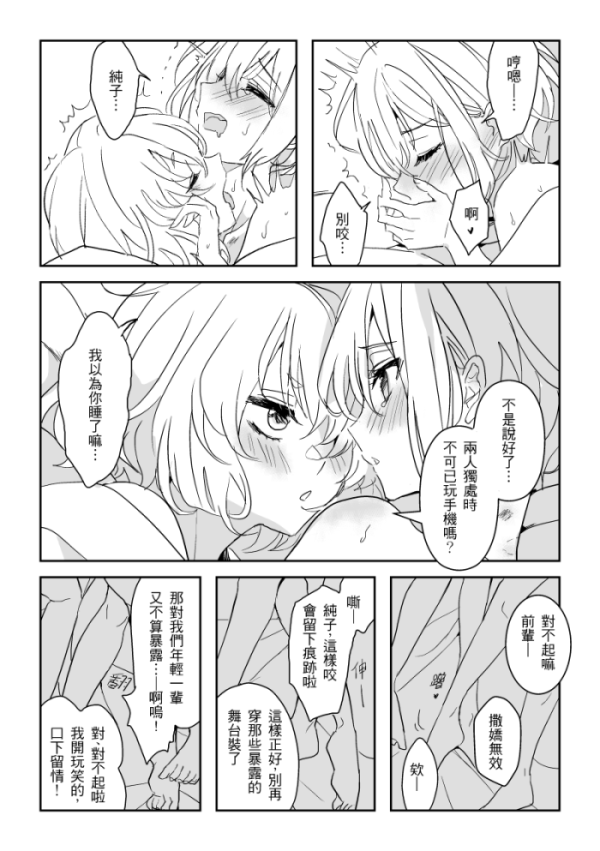 哼嗯—
啊♥
別咬…
純子…
不是說好了…
兩人獨處時
不可已玩手機嗎？
我以為你睡了嘛…
對不起嘛
前輩—
蹭♥
撒嬌無效
欸—
嘶—
純子，這樣咬
會留下痕跡啦
伸—
這樣正好，別再
穿那些暴露的
舞台裝了
那對我們年輕一輩
又不算暴露…—啊嗚！
對、對不起啦
我開玩笑的，
口下留情！